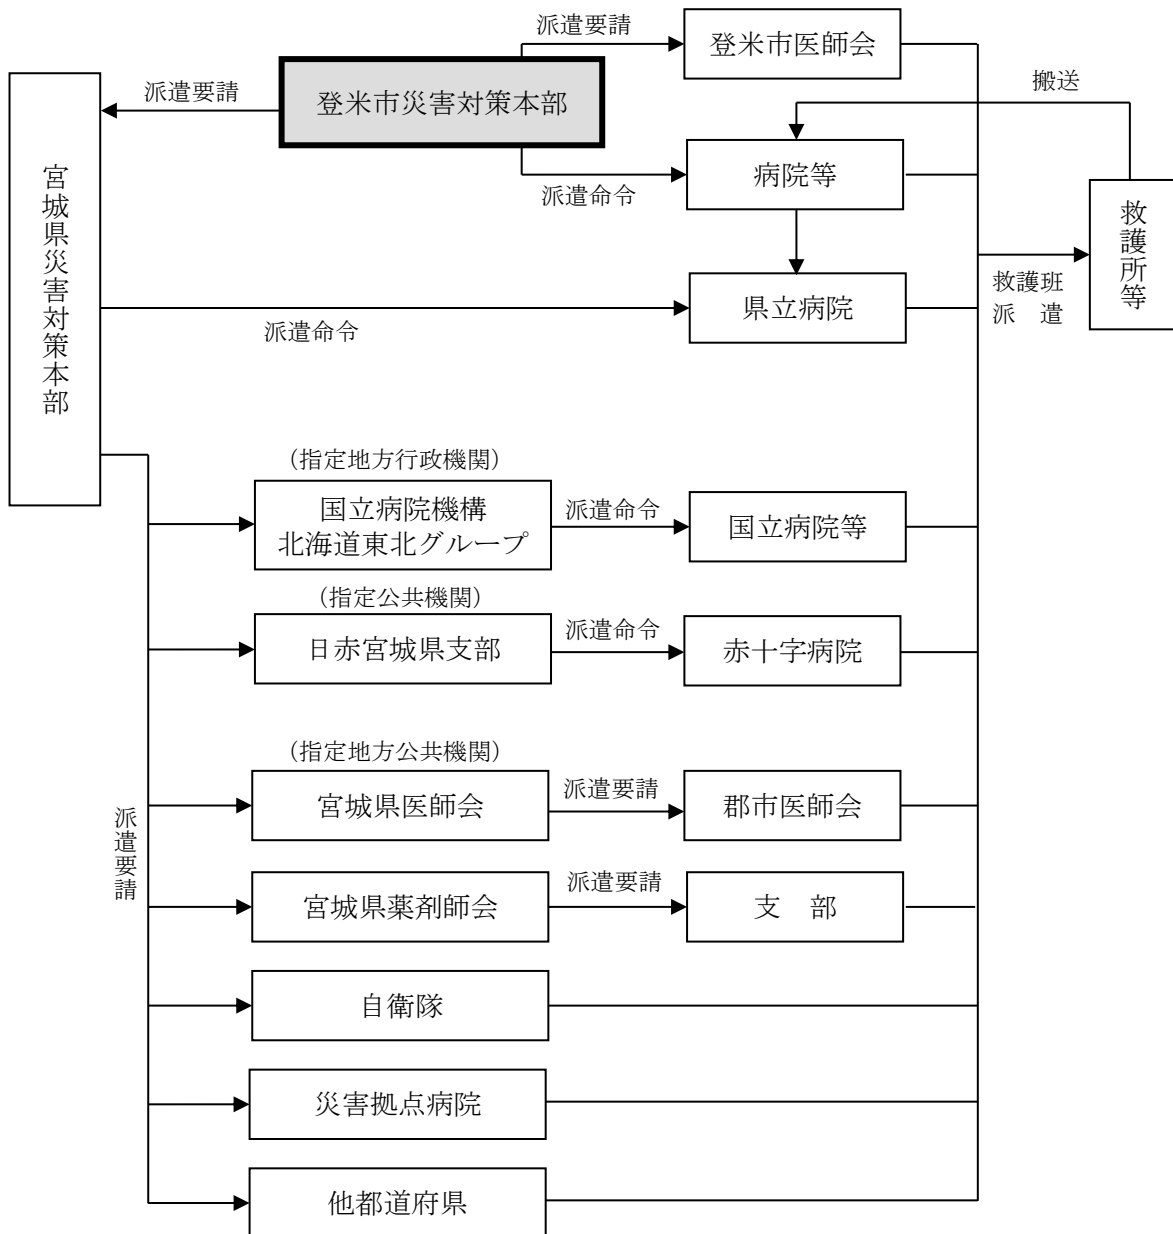 派遣要請
登米市医師会
搬送
派遣要請
登米市災害対策本部
病院等
派遣命令
宮城県災害対策本部
救護所等
県立病院
救護班
派　遣
派遣命令
（指定地方行政機関）
国立病院機構
北海道東北グループ
派遣命令
国立病院等
（指定公共機関）
日赤宮城県支部
派遣命令
赤十字病院
（指定地方公共機関）
宮城県医師会
派遣要請
郡市医師会
派遣要請
宮城県薬剤師会
派遣要請
支　部
自衛隊
災害拠点病院
他都道府県